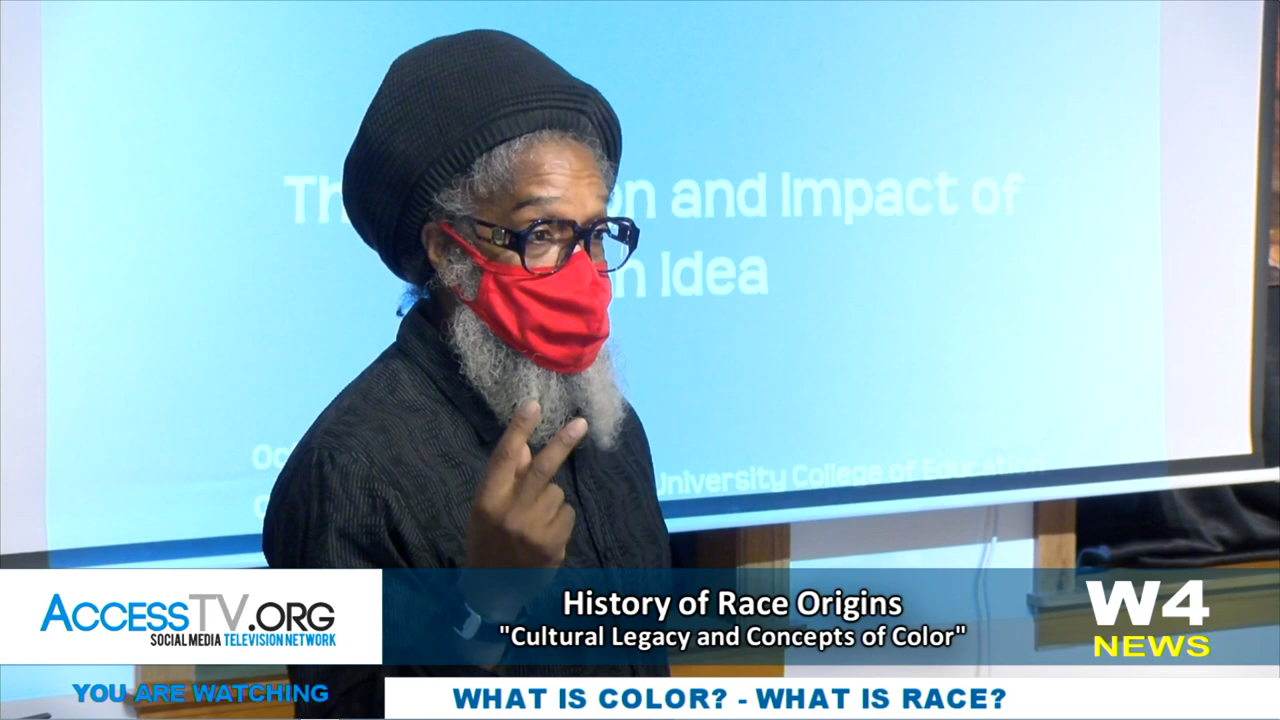 and Impact of
Idea
University College of Education
ACCESSTV.ORG
SOCIAL MEDIA TELEVISION NETWORK
History of Race Origins
"Cultural Legacy and Concepts of Color"
W4
NEWS
YOU ARE WATCHING
WHAT IS COLOR? - WHAT IS RACE?